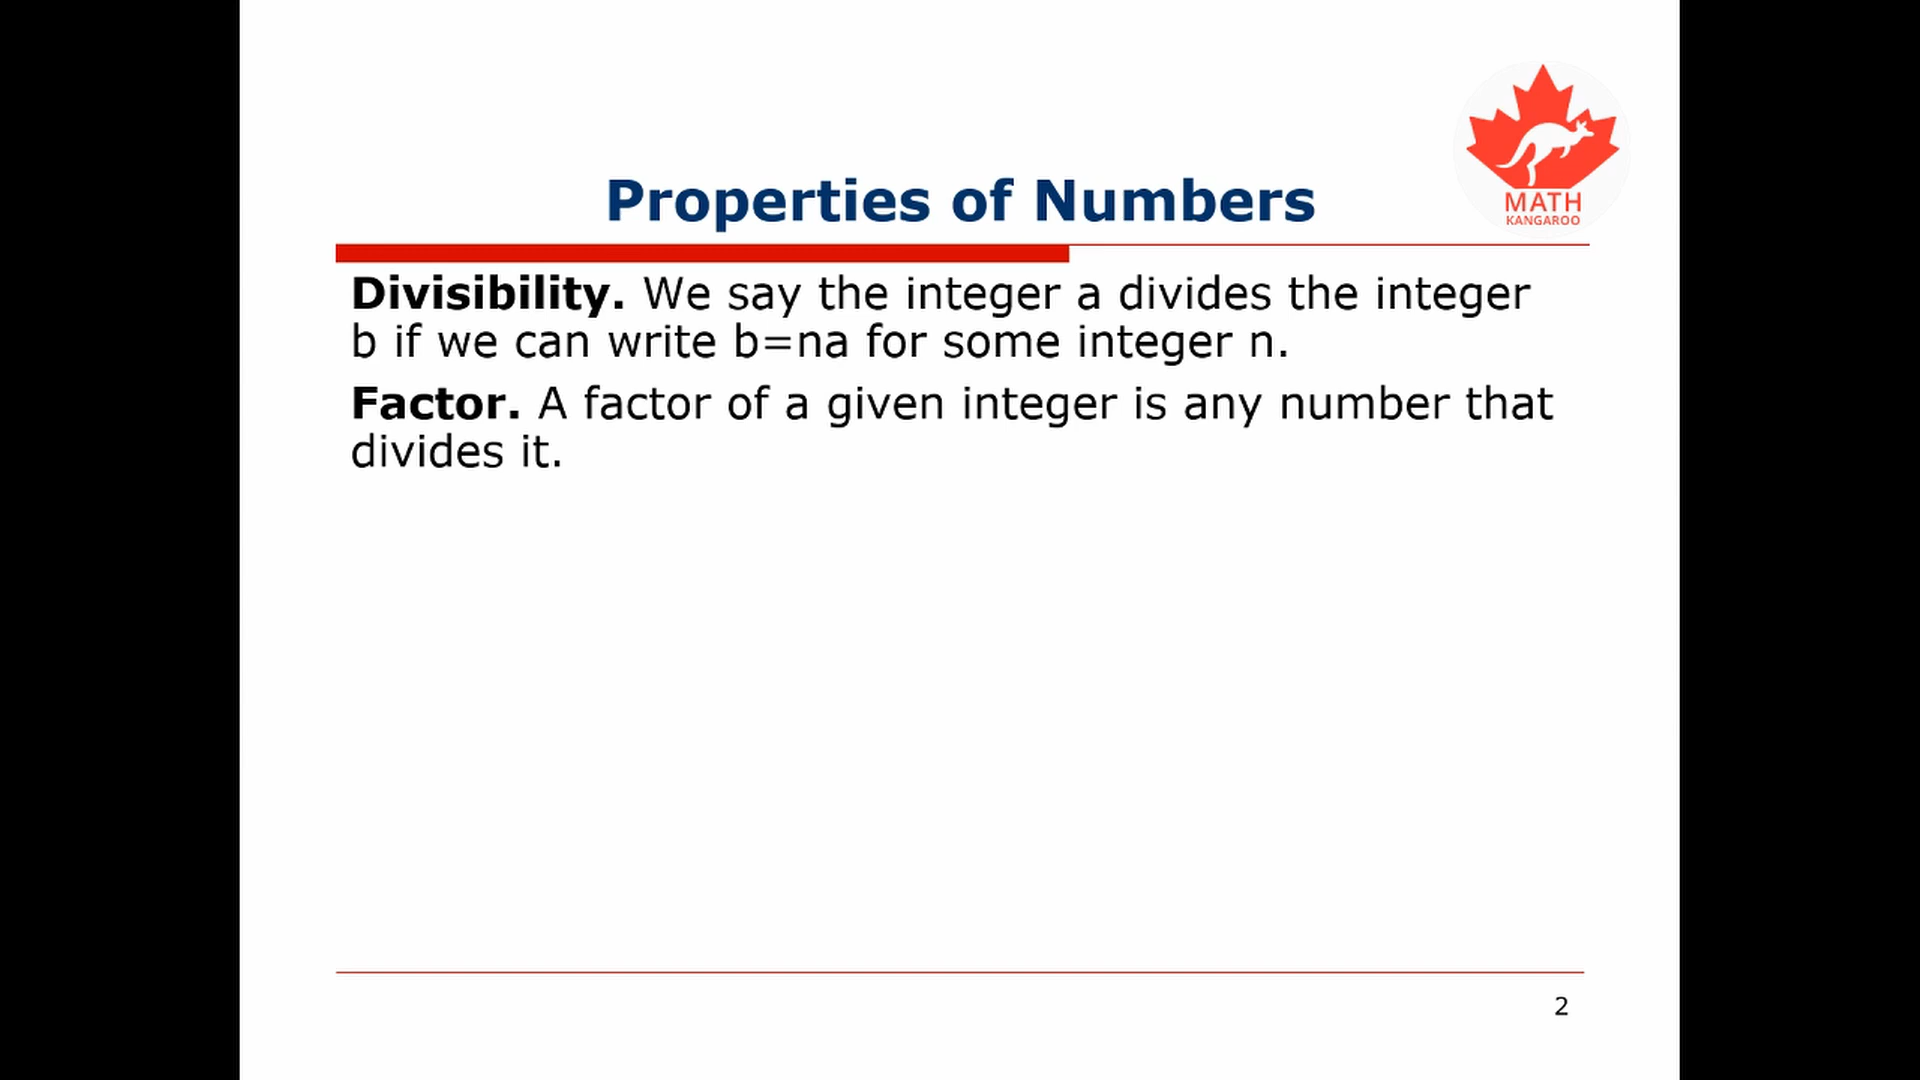 MATH
KANGAROO
Properties of Numbers
Divisibility. We say the integer a divides the integer
b if we can write b=na for some integer n.
Factor. A factor of a given integer is any number that
divides it.
2